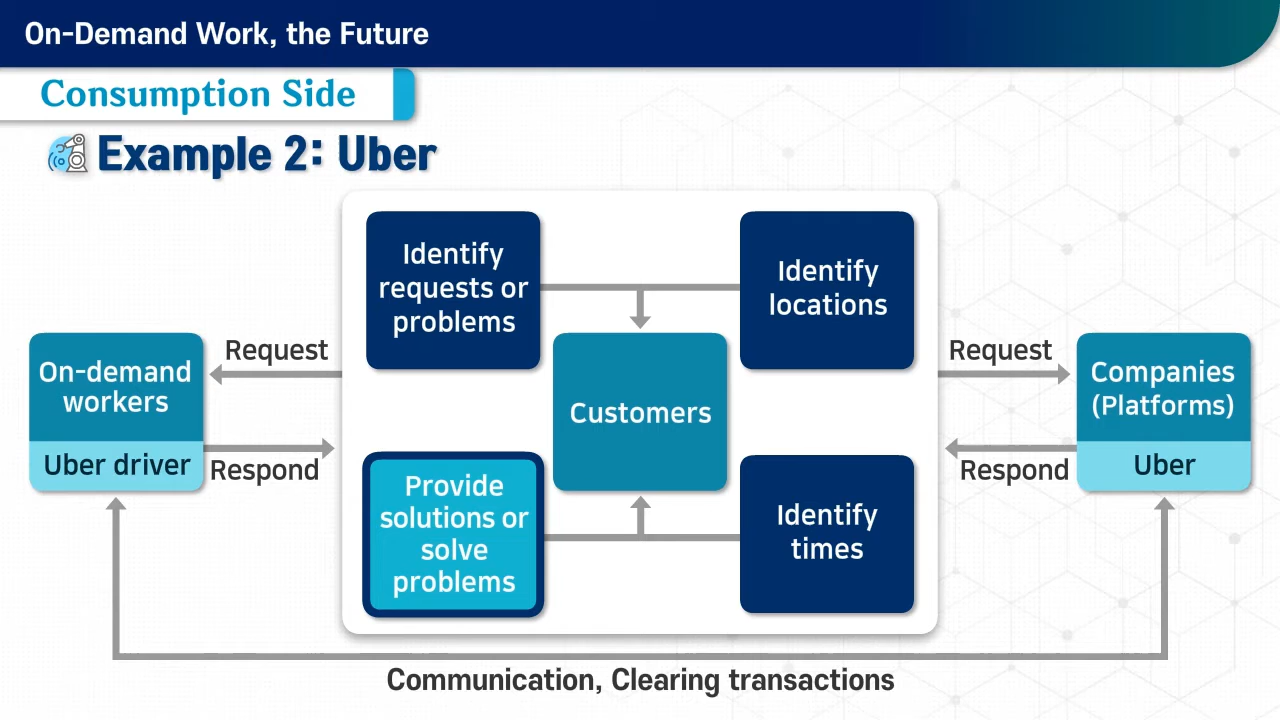 On-Demand Work, the Future
Consumption Side
Example 2: Uber
Identify
requests or
problems
Identify
locations
Request
On-demand
workers
Uber driver
Respond
Customers
Request
Companies
(Platforms)
Uber
Respond
Provide
solutions or
solve
problems
Identify
times
Communication, Clearing transactions